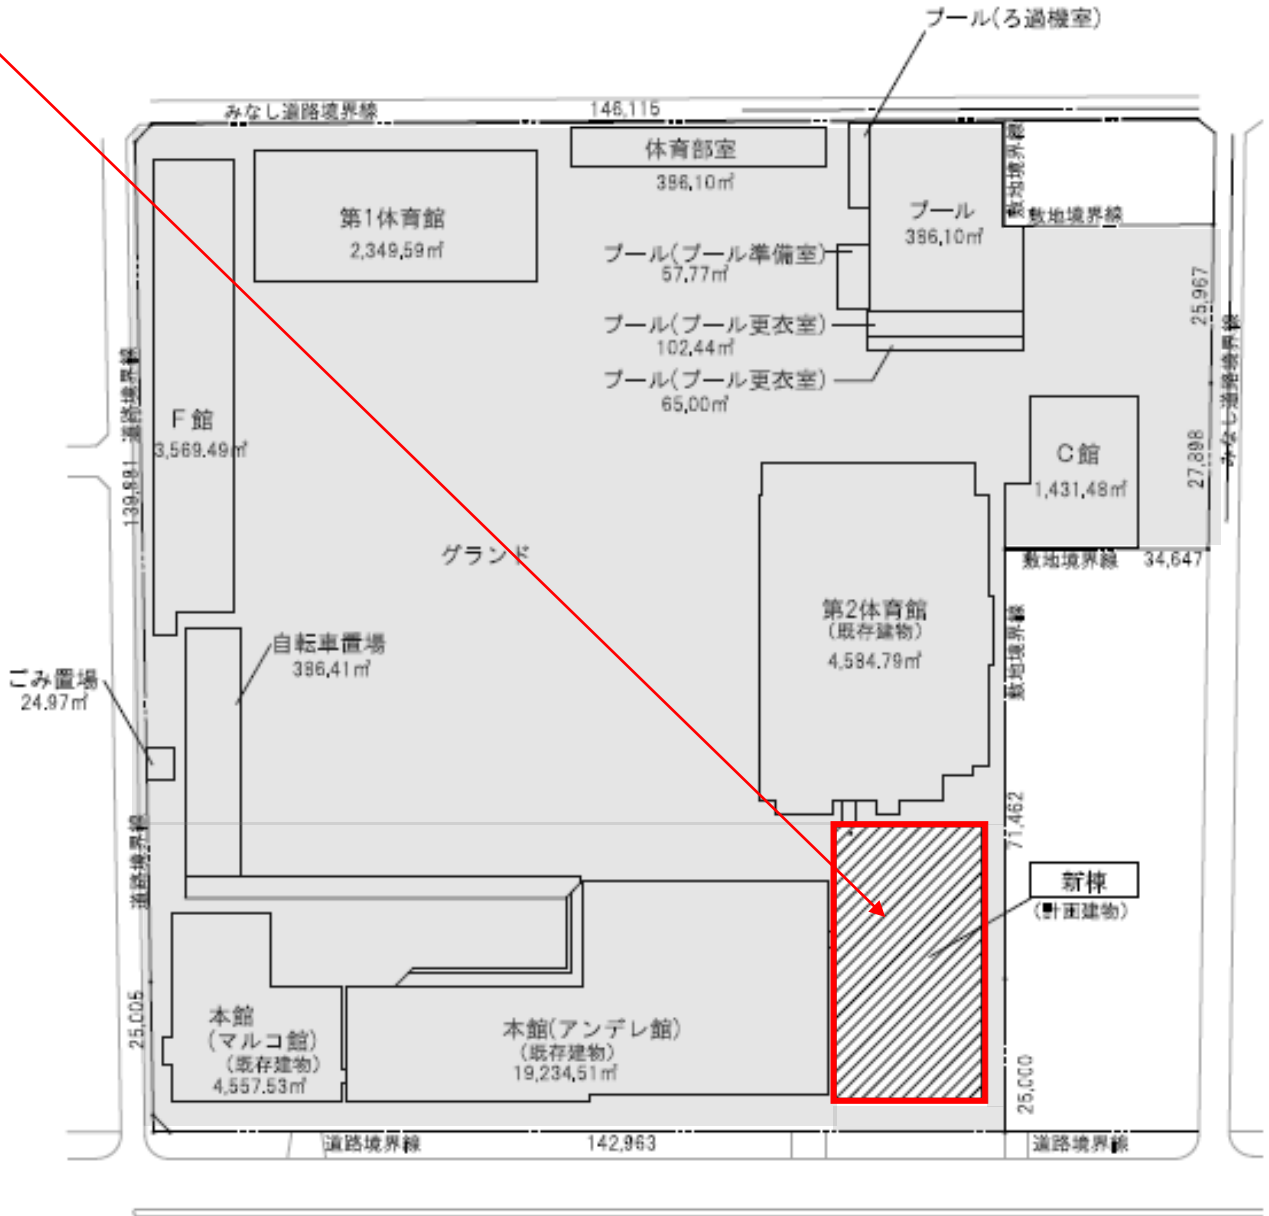 プール(ろ過機室)
みなし道路境界線
146,115
体育部室
396,10㎡
第1体育館
2,349,59㎡
プール
386,10㎡
敷地境界線
敷地境界線
プール(プール準備室)
57,77㎡
プール(プール更衣室)
102,44㎡
プール(プール更衣室)
65,00㎡
25,967
みなし道路境界線
道路境界線
F館
3,569.49㎡
139,891
C館
1,431,48㎡
27,898
敷地境界線
34,647
グランド
第2体育館
(既存建物)
4,584.79㎡
敷地境界線
自転車置場
396,41㎡
ごみ置場
24.97㎡
道路境界線
71,462
新棟
(計画建物)
25,005
本館
(マルコ館)
(既存建物)
4,557.53㎡
本館(アンデレ館)
(既存建物)
19,234,51㎡
25,000
道路境界線
142,963
道路境界線